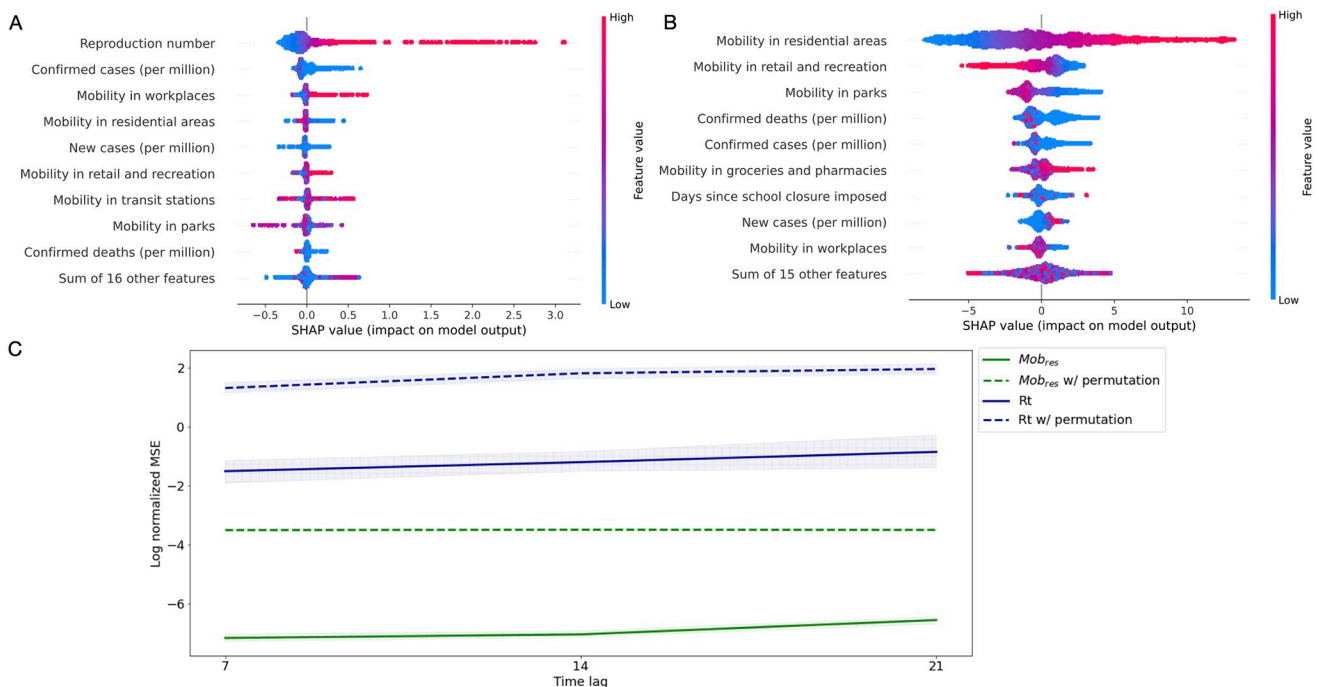 A
High
Reproduction number
Confirmed cases (per million)
Mobility in workplaces
Mobility in residential areas
New cases (per million)
Mobility in retail and recreation
Mobility in transit stations
Mobility in parks
Confirmed deaths (per million)
Sum of 16 other features
Feature value
Low
−0.5 0.0 0.5 1.0 1.5 2.0 2.5 3.0
SHAP value (impact on model output)
B
High
Mobility in residential areas
Mobility in retail and recreation
Mobility in parks
Confirmed deaths (per million)
Confirmed cases (per million)
Mobility in groceries and pharmacies
Days since school closure imposed
New cases (per million)
Mobility in workplaces
Sum of 15 other features
Feature value
Low
−5 0 5 10
SHAP value (impact on model output)
C
Log normalized MSE
2
0
−2
−4
−6
7 14 21
Time lag
Mobres
Mobres w/ permutation
Rt
Rt w/ permutation